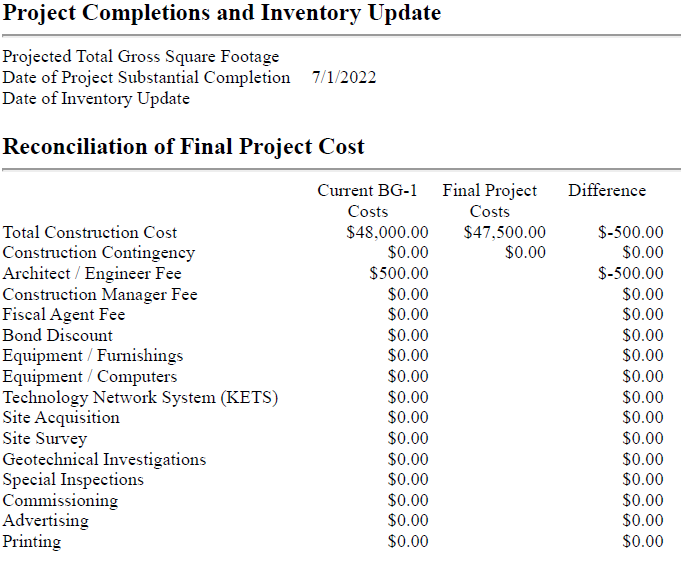 Project Completions and Inventory Update
Projected Total Gross Square Footage
Date of Project Substantial Completion 7/1/2022
Date of Inventory Update
Reconciliation of Final Project Cost
Current BG-1 Final Project Difference
Costs Costs
Total Construction Cost $48,000.00 $47,500.00 $-500.00
Construction Contingency $0.00 $0.00 $0.00
Architect / Engineer Fee $500.00 $-500.00
Construction Manager Fee $0.00 $0.00
Fiscal Agent Fee $0.00 $0.00
Bond Discount $0.00 $0.00
Equipment / Furnishings $0.00 $0.00
Equipment / Computers $0.00 $0.00
Technology Network System (KETS) $0.00 $0.00
Site Acquisition $0.00 $0.00
Site Survey $0.00 $0.00
Geotechnical Investigations $0.00 $0.00
Special Inspections $0.00 $0.00
Commissioning $0.00 $0.00
Advertising $0.00 $0.00
Printing $0.00 $0.00